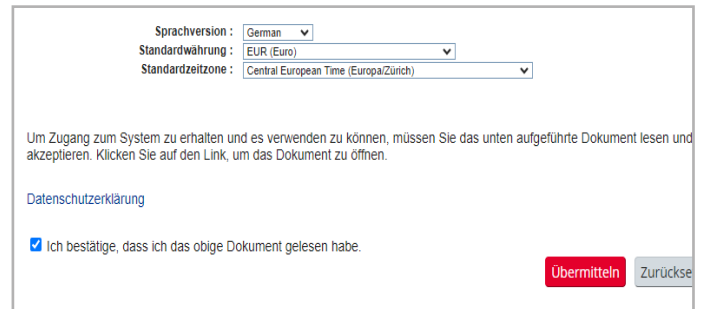 Sprachversion : German
Standardwährung : EUR (Euro)
Standardzeitzone : Central European Time (Europa/Zürich)
Um Zugang zum System zu erhalten und es verwenden zu können, müssen Sie das unten aufgeführte Dokument lesen und
akzeptieren. Klicken Sie auf den Link, um das Dokument zu öffnen.
Datenschutzerklärung
Ich bestätige, dass ich das obige Dokument gelesen habe.
Übermitteln Zurückse